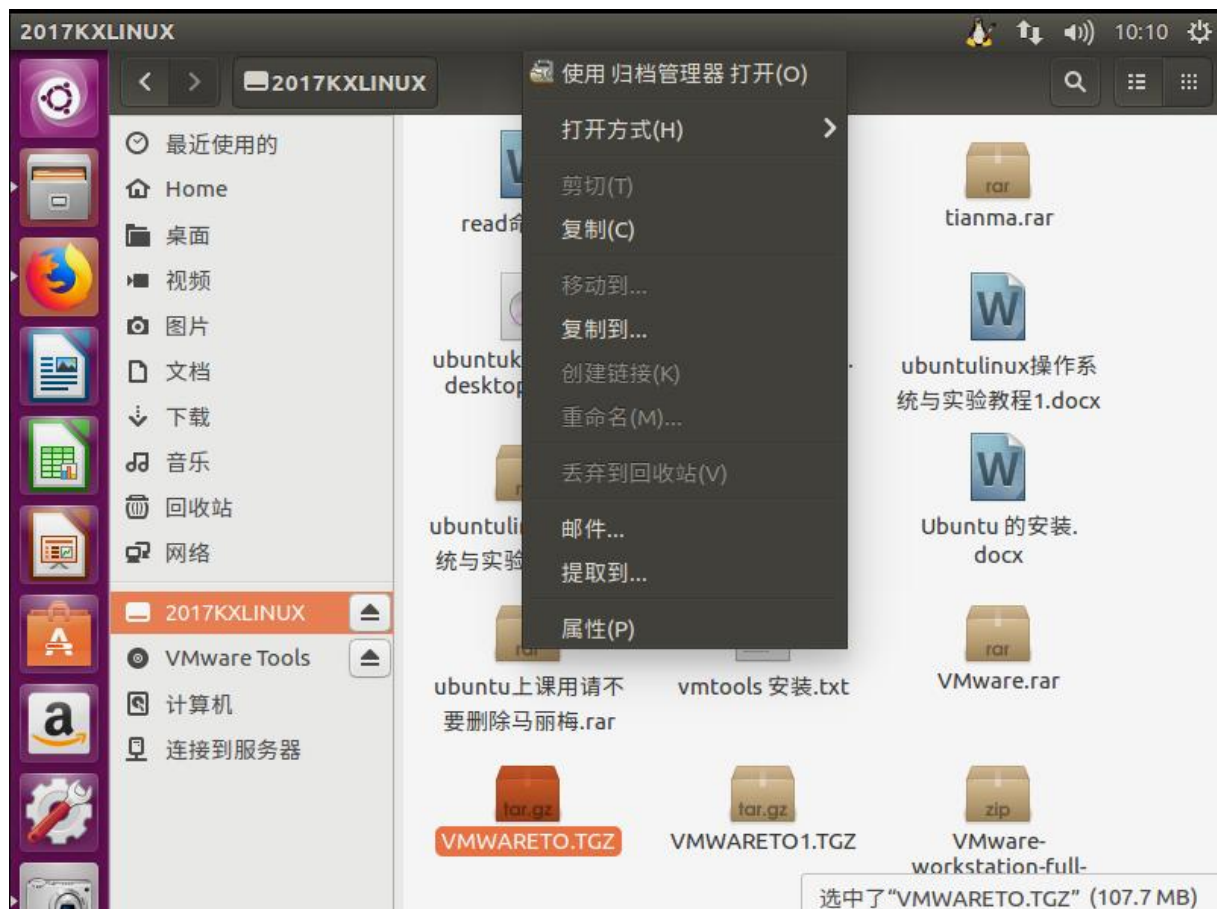 2017KXLINUX
10:10
2017KXLINUX
使用 归档管理器 打开(O)
打开方式(H)
剪切(T)
复制(C)
移动到...
复制到...
创建链接(K)
重命名(M)...
丢弃到回收站(V)
邮件...
提取到...
属性(P)
最近使用的
Home
桌面
视频
图片
文档
下载
音乐
回收站
网络
2017KXLINUX
VMware Tools
计算机
连接到服务器
W
read
rar
tianma.rar
ubuntuk
desktop
W
ubuntulinux操作系
统与实验教程1.docx
ubuntuli
统与实验
W
Ubuntu 的安装.
docx
rar
ubuntu上课用请不
要删除马丽梅.rar
vmtools 安装.txt
rar
VMware.rar
tar.gz
VMWARETO.TGZ
tar.gz
VMWARETO1.TGZ
zip
VMware-
workstation-full-
选中了“VMWARETO.TGZ” (107.7 MB)
A
a